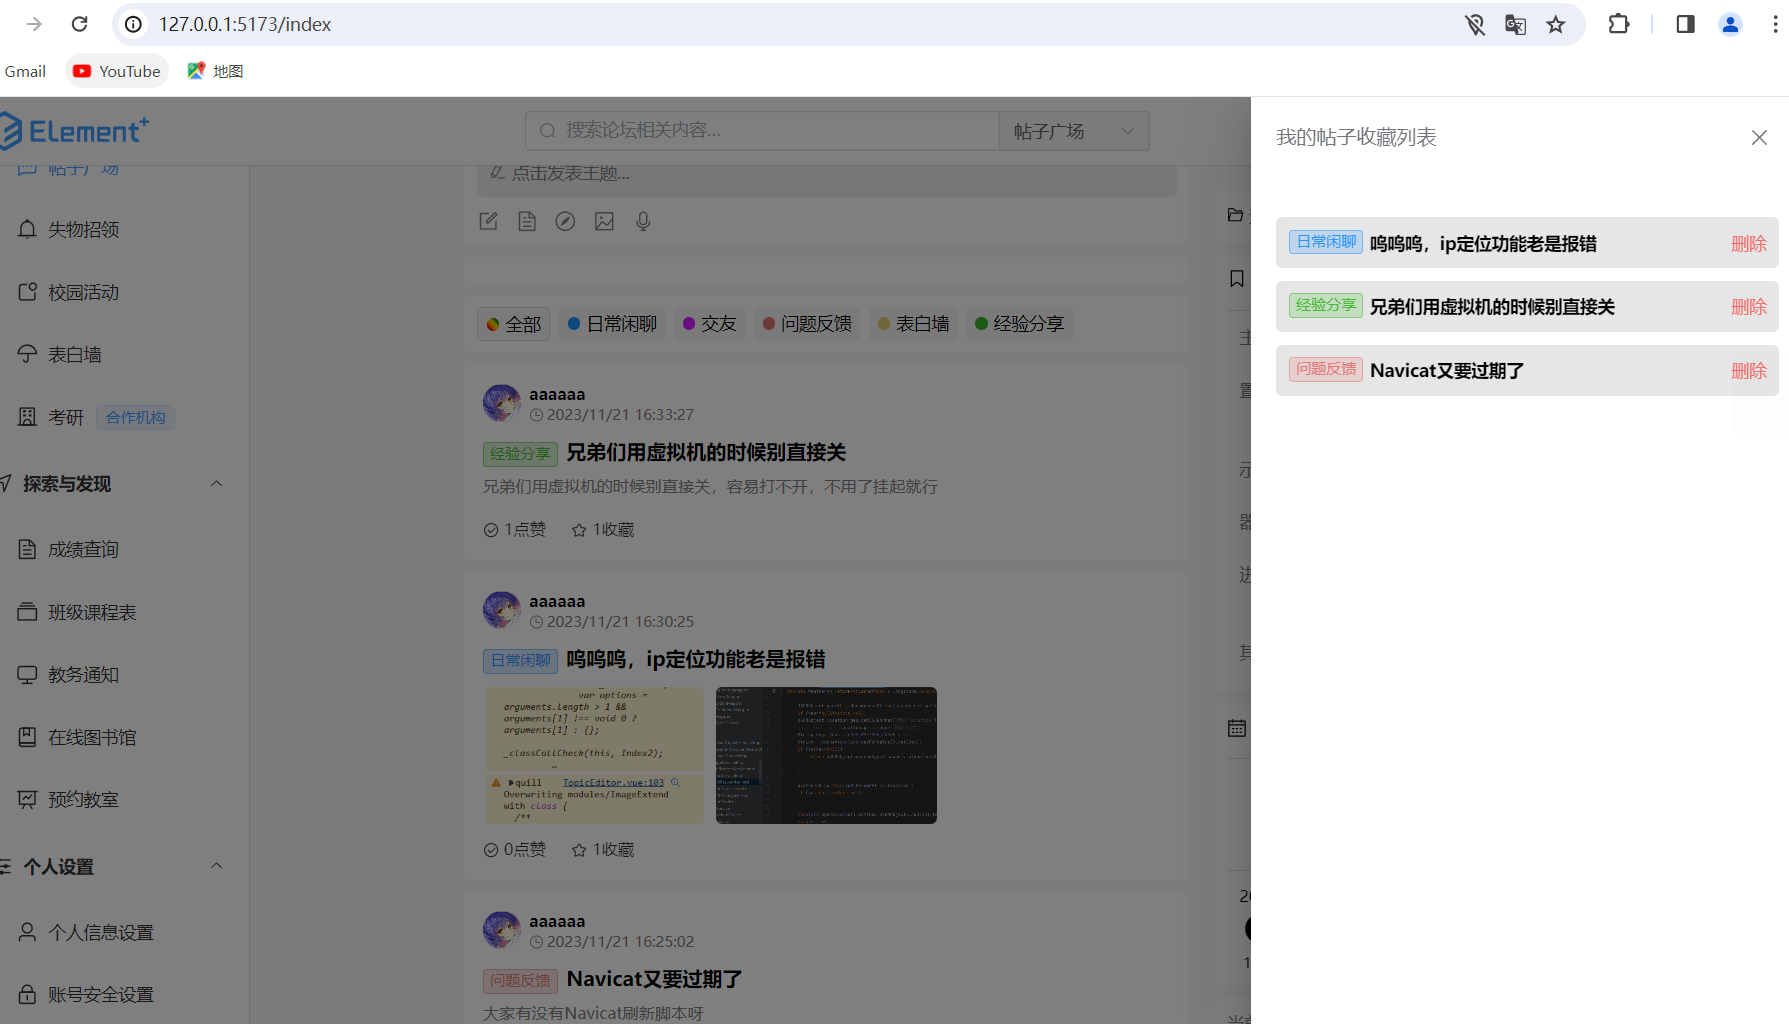 127.0.0.1:5173/index
Gmail
YouTube
地图
Element+
搜索论坛相关内容...
帖子广场
帖子广场
失物招领
校园活动
表白墙
考研 合作机构
探索与发现
成绩查询
班级课程表
教务通知
在线图书馆
预约教室
个人设置
个人信息设置
账号安全设置
点击发表主题...
全部 日常闲聊 交友 问题反馈 表白墙 经验分享
aaaaaa
2023/11/21 16:33:27
经验分享 兄弟们用虚拟机的时候别直接关
兄弟们用虚拟机的时候别直接关，容易打不开，不用了挂起就行
1点赞 1收藏
aaaaaa
2023/11/21 16:30:25
日常闲聊 呜呜呜，ip定位功能老是报错
var options =
arguments.length > 1 &&
arguments[1] !== void 0 ?
arguments[1] : {};
_classCallCheck(this, Index2);
…
quill TopicEditor.vue:103
Overwriting modules/ImageExtend
with class {
/**
0点赞 1收藏
aaaaaa
2023/11/21 16:25:02
问题反馈 Navicat又要过期了
大家有没有Navicat刷新脚本呀
置
示
器
进
其
我的帖子收藏列表
日常闲聊 呜呜呜，ip定位功能老是报错 删除
经验分享 兄弟们用虚拟机的时候别直接关 删除
问题反馈 Navicat又要过期了 删除